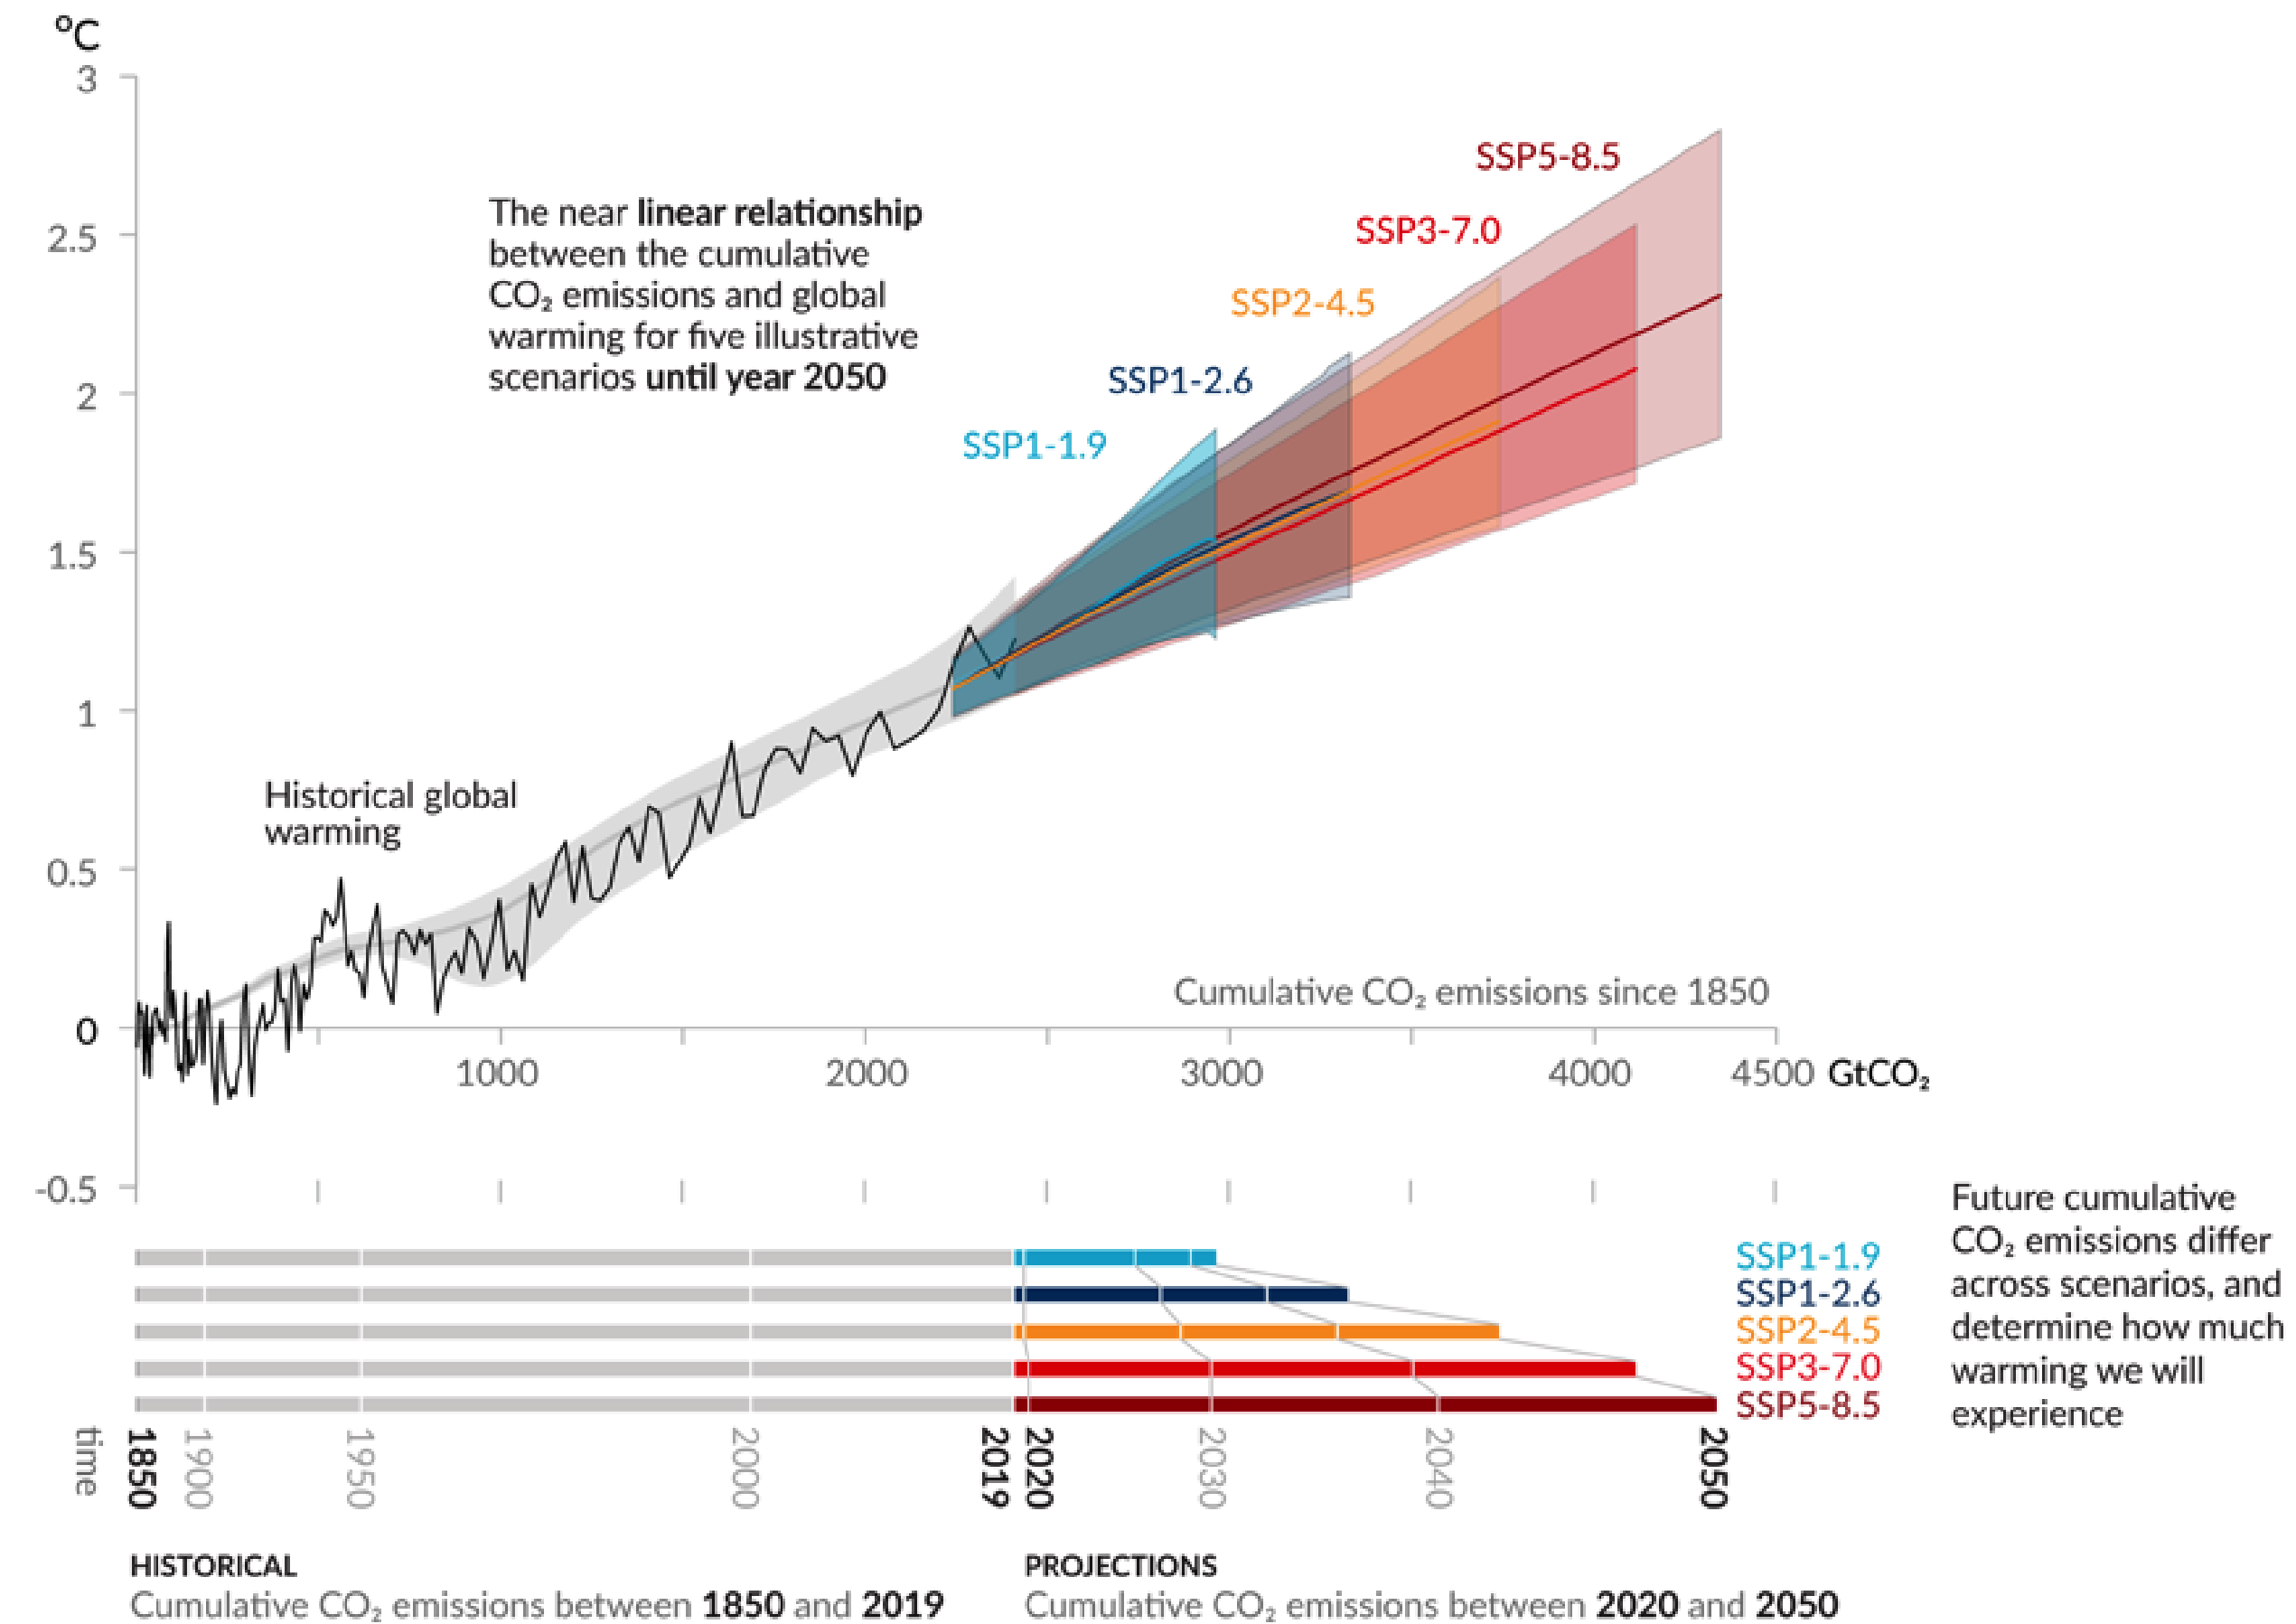 °C
3
SSP5-8.5
The near linear relationship
between the cumulative
CO₂ emissions and global
warming for five illustrative
scenarios until year 2050
SSP3-7.0
2.5
SSP2-4.5
2
SSP1-2.6
SSP1-1.9
1.5
1
Historical global
warming
0.5
Cumulative CO₂ emissions since 1850
0
1000
2000
3000
4000
4500 GtCO₂
-0.5
Future cumulative
CO₂ emissions differ
across scenarios, and
determine how much
warming we will
experience
SSP1-1.9
SSP1-2.6
SSP2-4.5
SSP3-7.0
SSP5-8.5
time
1850
1900
1950
2000
2019
2020
2030
2040
2050
HISTORICAL
Cumulative CO₂ emissions between 1850 and 2019
PROJECTIONS
Cumulative CO₂ emissions between 2020 and 2050